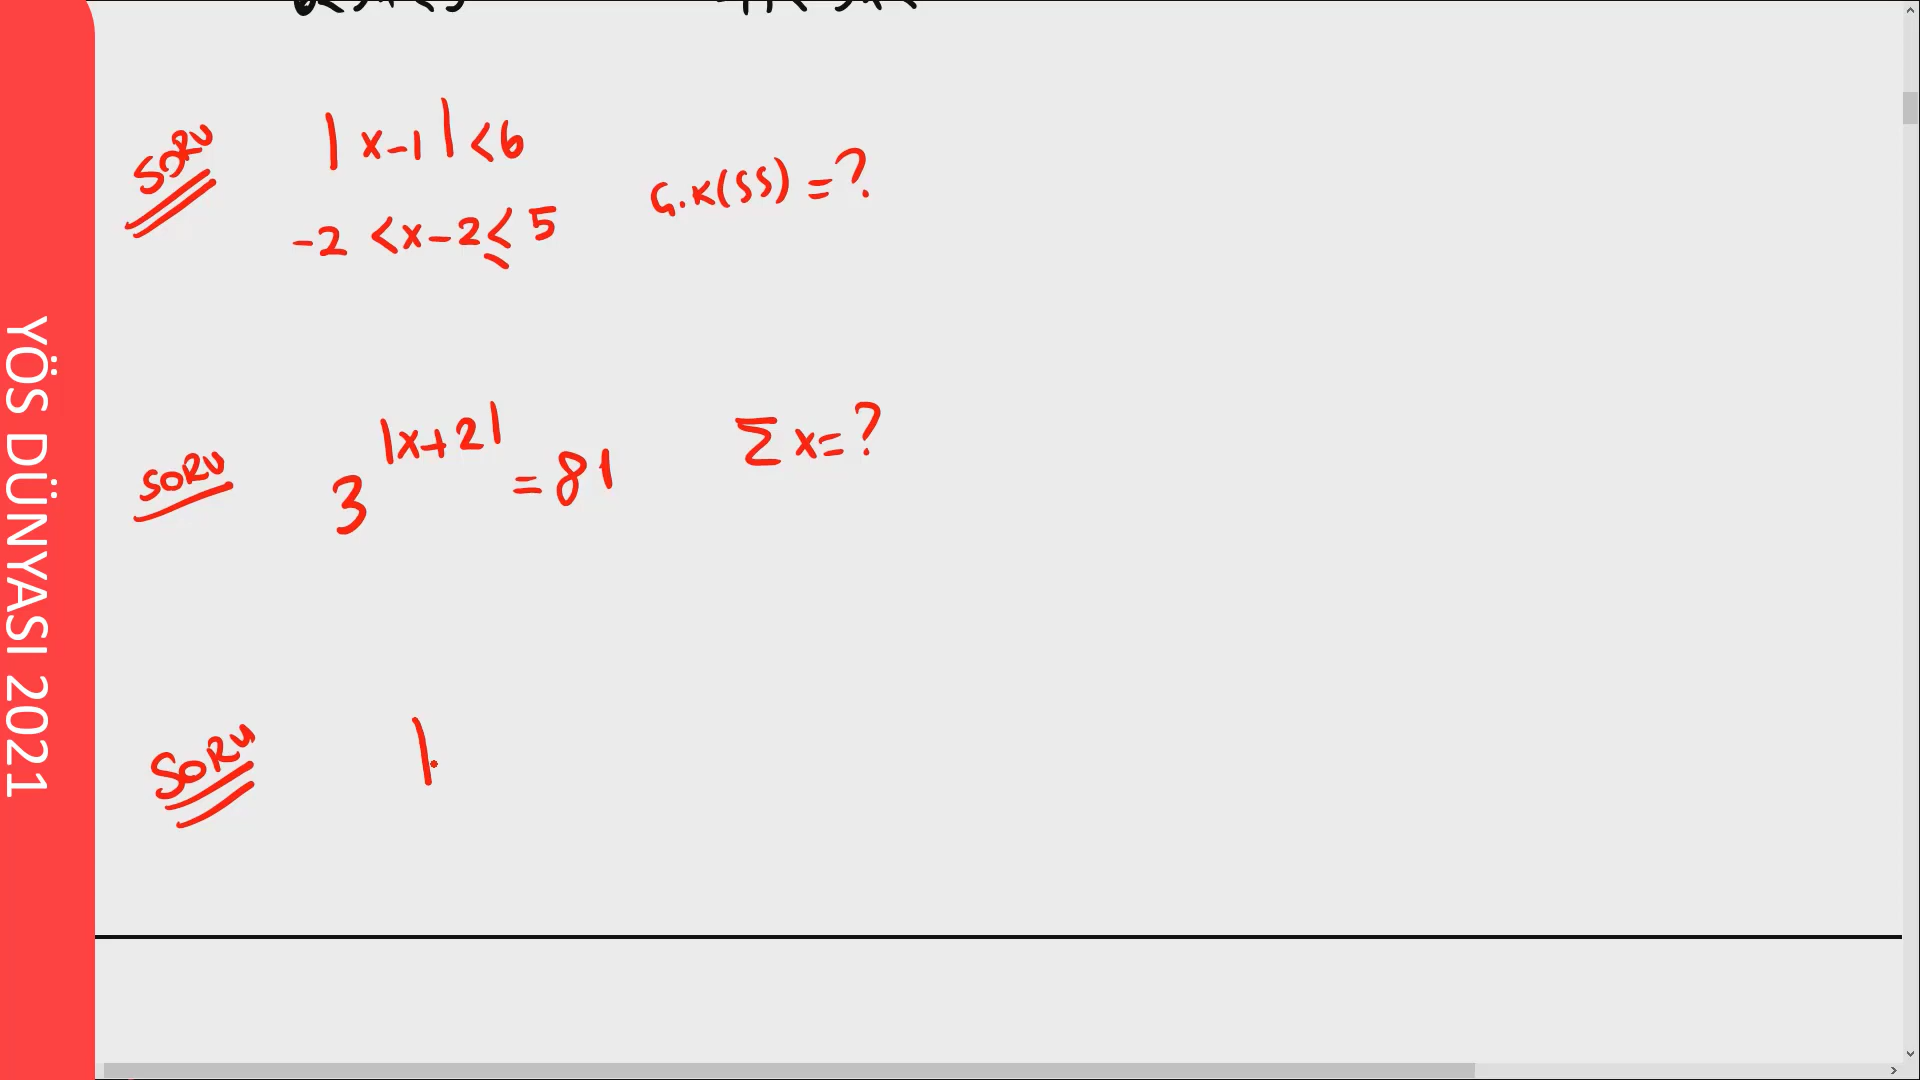 YÖS DÜNYASI 2021
SORU |x-1|<6
-2 <x-2≤5 Ç.K(SS)=?
SORU 3^|x+2| = 81 Σx=?
SORU |